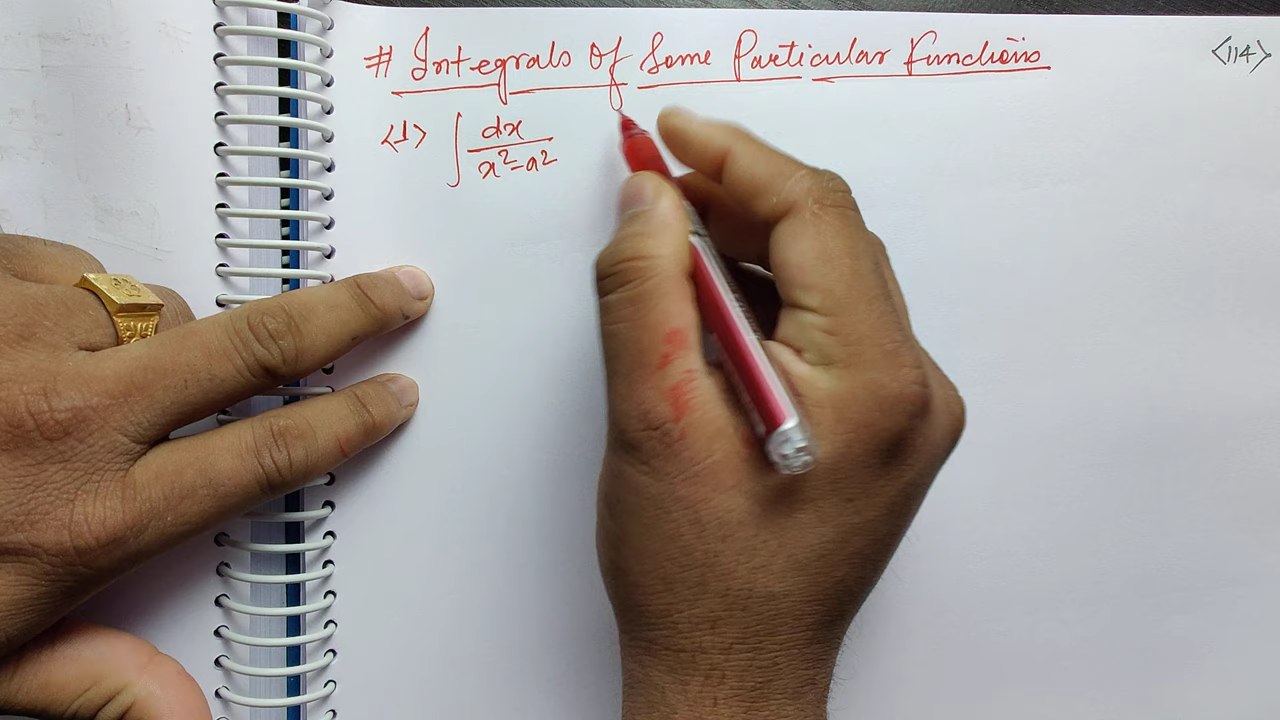 # Integrals Of Some Particular Functions <114>
<1> ∫ dx / x² - a²